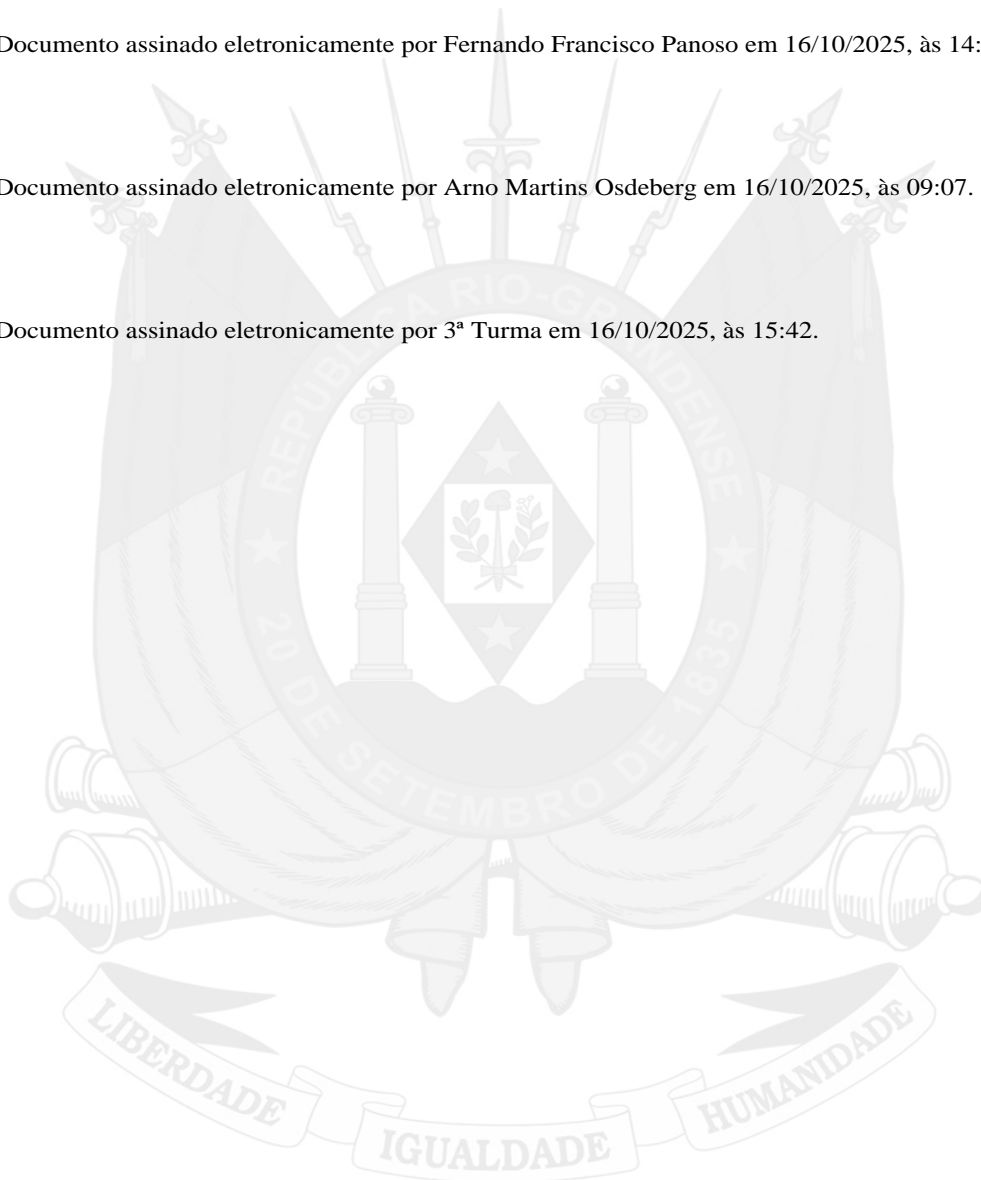 Documento assinado eletronicamente por Fernando Francisco Panoso em 16/10/2025, às 14:
Documento assinado eletronicamente por Arno Martins Osdeberg em 16/10/2025, às 09:07.
Documento assinado eletronicamente por 3ª Turma em 16/10/2025, às 15:42.
REPÚBLICA RIO-GRANDENSE
★ 20 DE SETEMBRO DE 1835 ★
LIBERDADE
IGUALDADE
HUMANIDADE